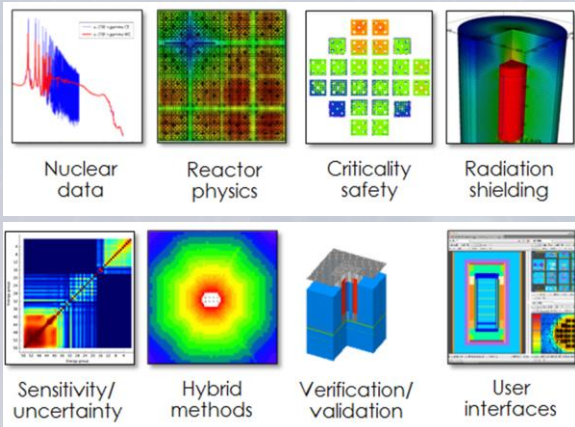 Nuclear
data
Reactor
physics
Criticality
safety
Radiation
shielding
Sensitivity/
uncertainty
Hybrid
methods
Verification/
validation
User
interfaces